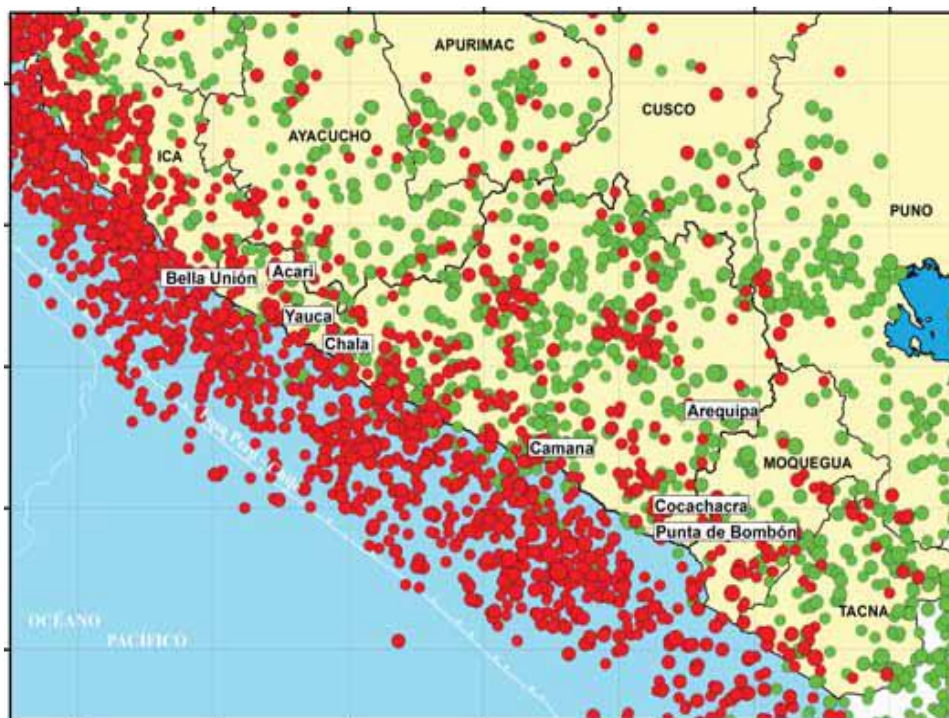 APURIMAC
CUSCO
AYACUCHO
ICA
PUNO
Bella Unión
Acari
Yauca
Chala
Arequipa
Camana
MOQUEGUA
Cocachacra
Punta de Bombón
TACNA
OCÉANO
PACÍFICO